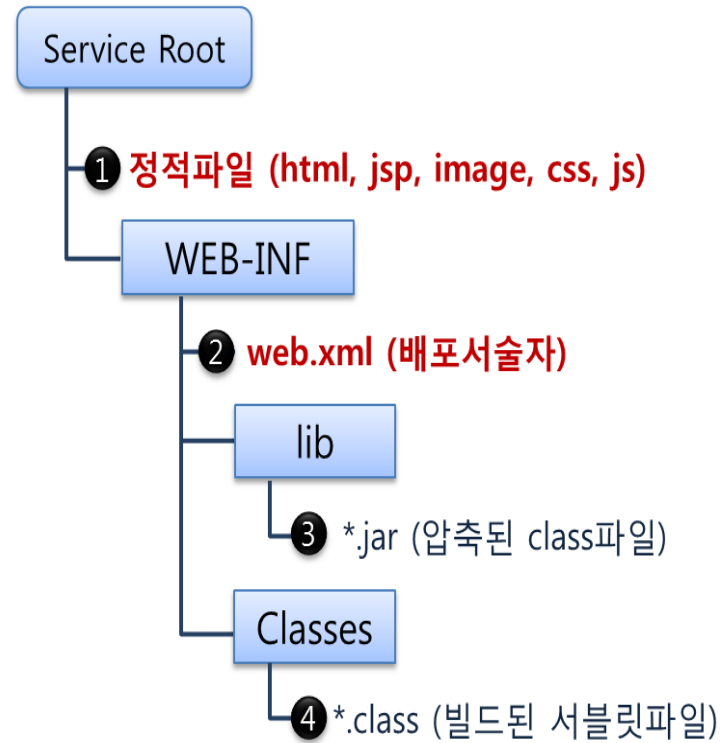 Service Root
1 정적파일 (html, jsp, image, css, js)
WEB-INF
2 web.xml (배포서술자)
lib
3 *.jar (압축된 class파일)
Classes
4 *.class (빌드된 서블릿파일)